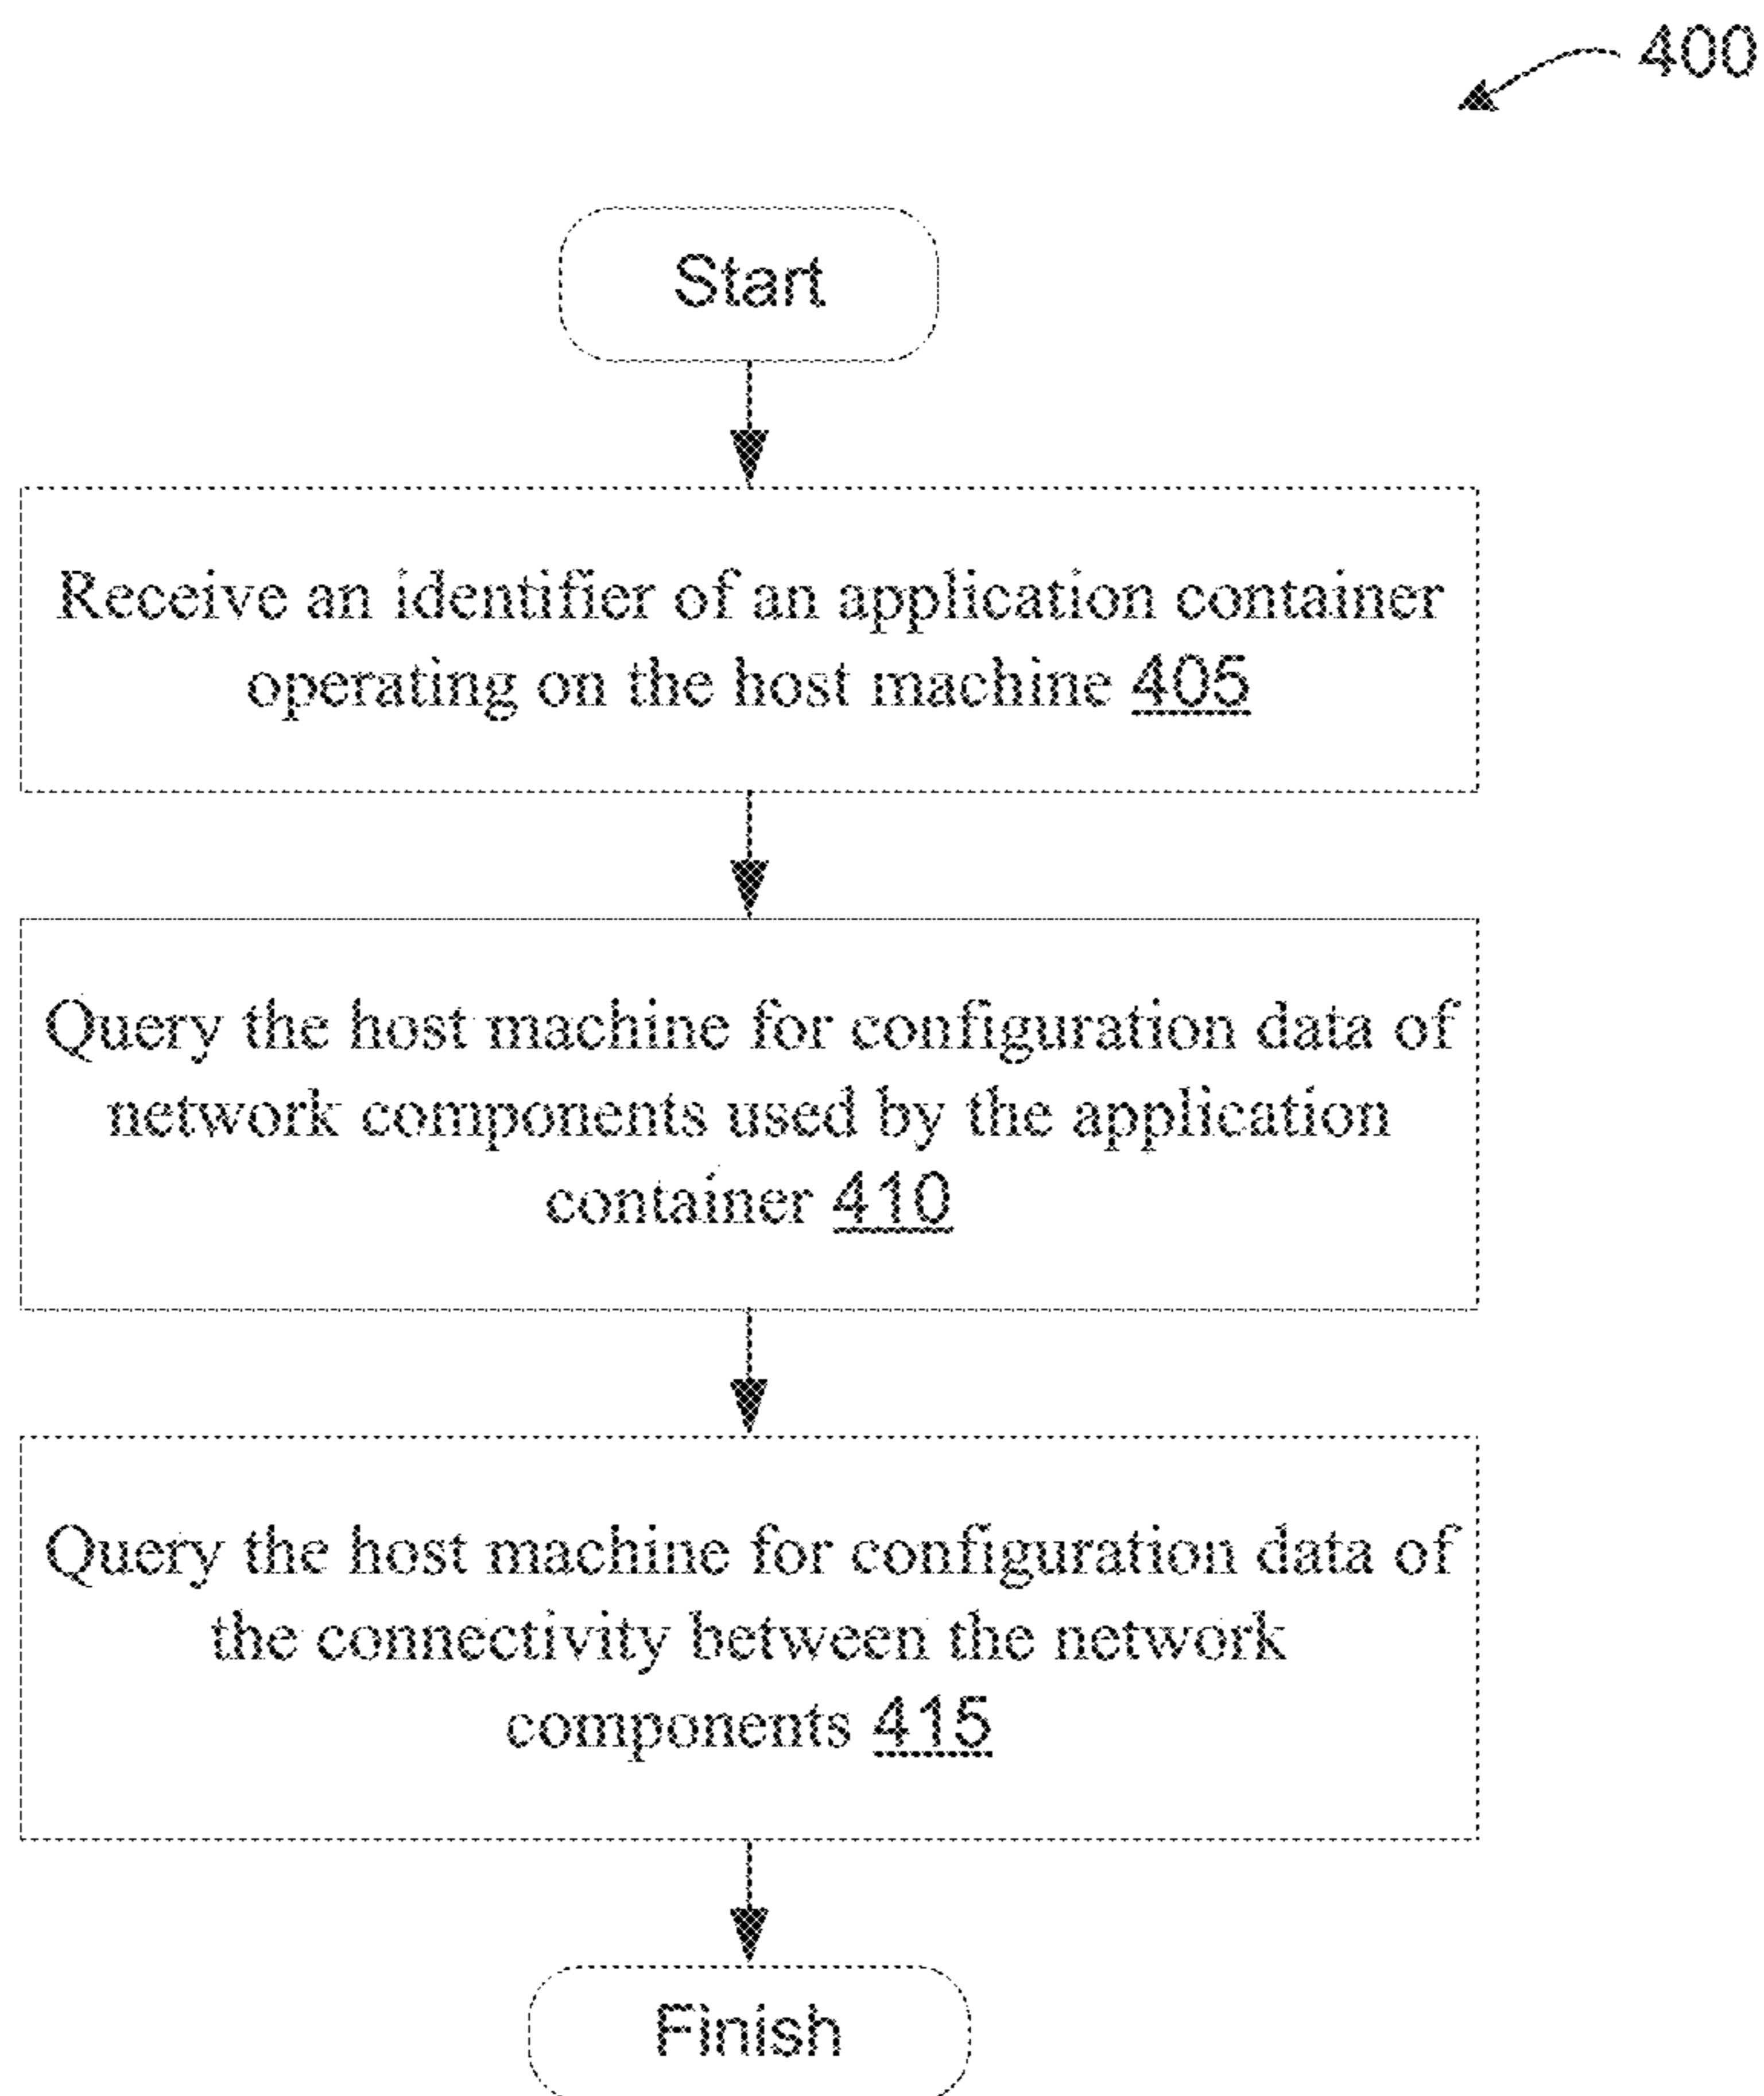 400
Start
Receive an identifier of an application container
operating on the host machine 405
Query the host machine for configuration data of
network components used by the application
container 410
Query the host machine for configuration data of
the connectivity between the network
components 415
Finish